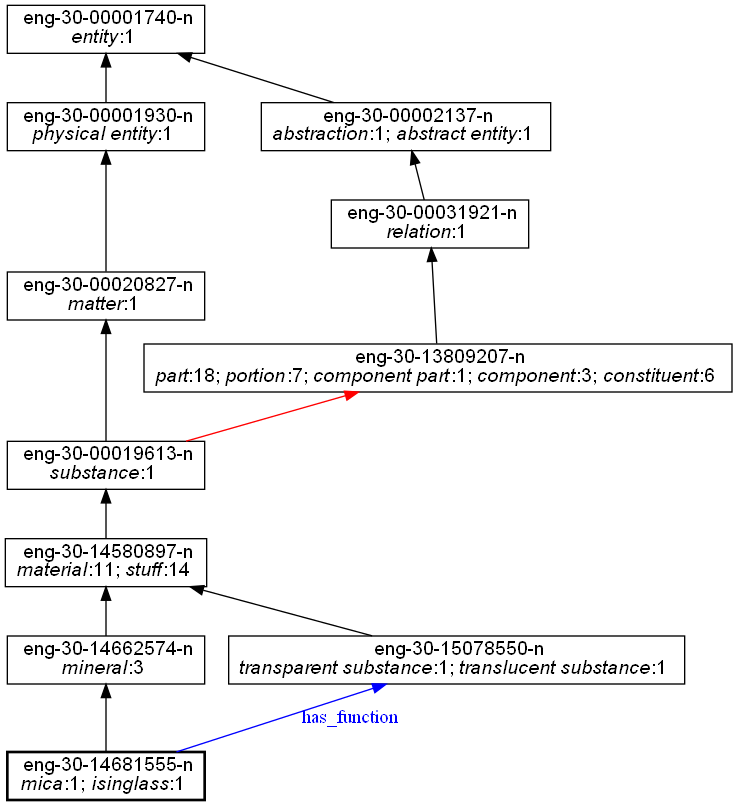 eng-30-00001740-n
entity:1
eng-30-00001930-n
physical entity:1
eng-30-00002137-n
abstraction:1; abstract entity:1
eng-30-00031921-n
relation:1
eng-30-00020827-n
matter:1
eng-30-13809207-n
part:18; portion:7; component part:1; component:3; constituent:6
eng-30-00019613-n
substance:1
eng-30-14580897-n
material:11; stuff:14
eng-30-14662574-n
mineral:3
eng-30-15078550-n
transparent substance:1; translucent substance:1
has_function
eng-30-14681555-n
mica:1; isinglass:1